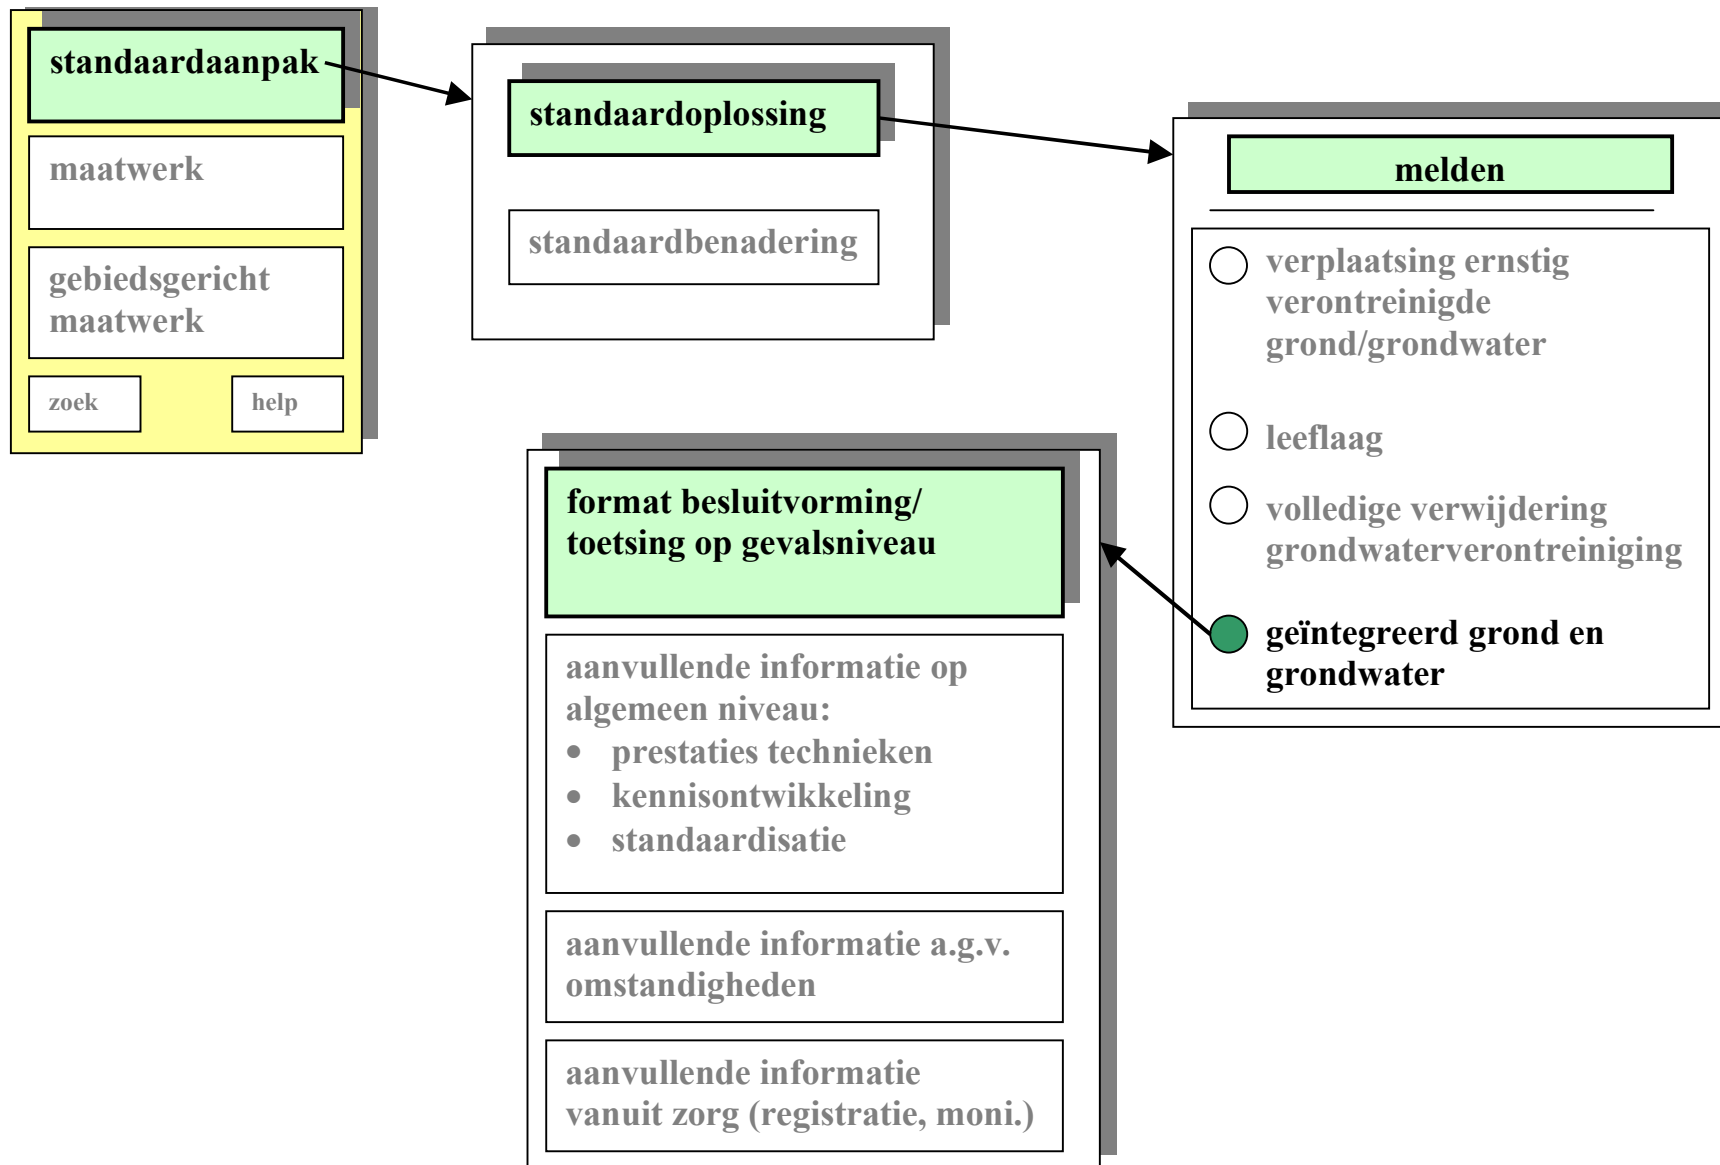 standaardaanpak
maatwerk
gebiedsgericht
maatwerk
zoek
help
standaardoplossing
standaardbenadering
melden
verplaatsing ernstig
verontreinigde
grond/grondwater
leeflaag
volledige verwijdering
grondwaterverontreiniging
geïntegreerd grond en
grondwater
format besluitvorming/
toetsing op gevalsniveau
aanvullende informatie op
algemeen niveau:
• prestaties technieken
• kennisontwikkeling
• standaardisatie
aanvullende informatie a.g.v.
omstandigheden
aanvullende informatie
vanuit zorg (registratie, moni.)